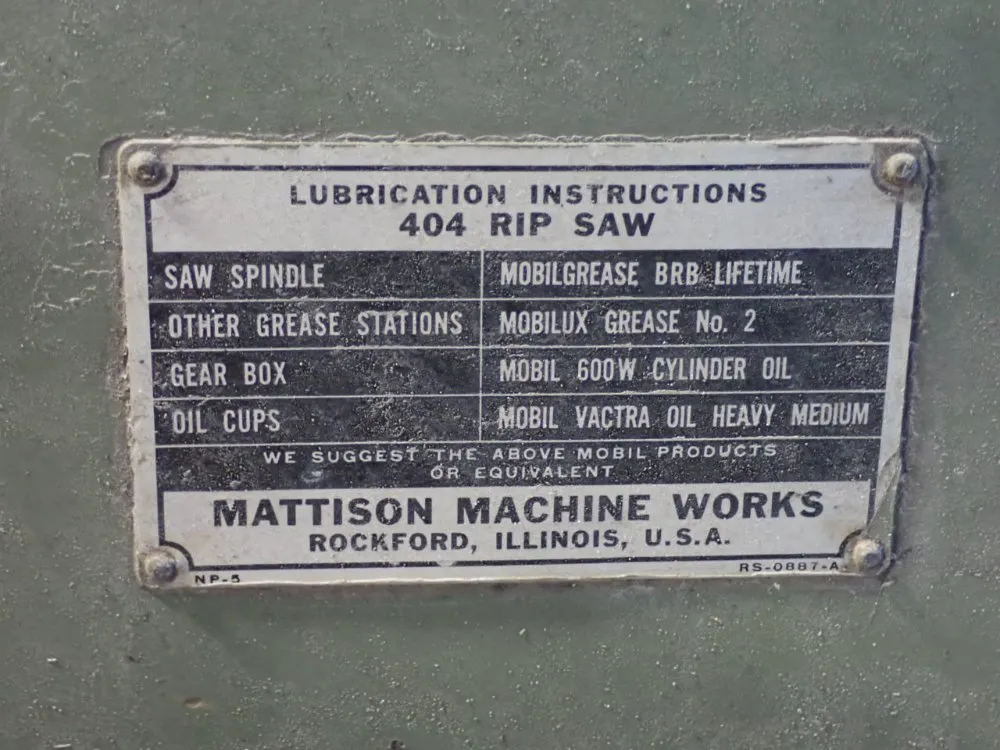 LUBRICATION INSTRUCTIONS
404 RIP SAW
SAW SPINDLE MOBILGREASE BRB LIFETIME
OTHER GREASE STATIONS MOBILUX GREASE No. 2
GEAR BOX MOBIL 600W CYLINDER OIL
OIL CUPS MOBIL VACTRA OIL HEAVY MEDIUM
WE SUGGEST THE ABOVE MOBIL PRODUCTS
OR EQUIVALENT
MATTISON MACHINE WORKS
ROCKFORD, ILLINOIS, U.S.A.
NP-5 RS-0887-A